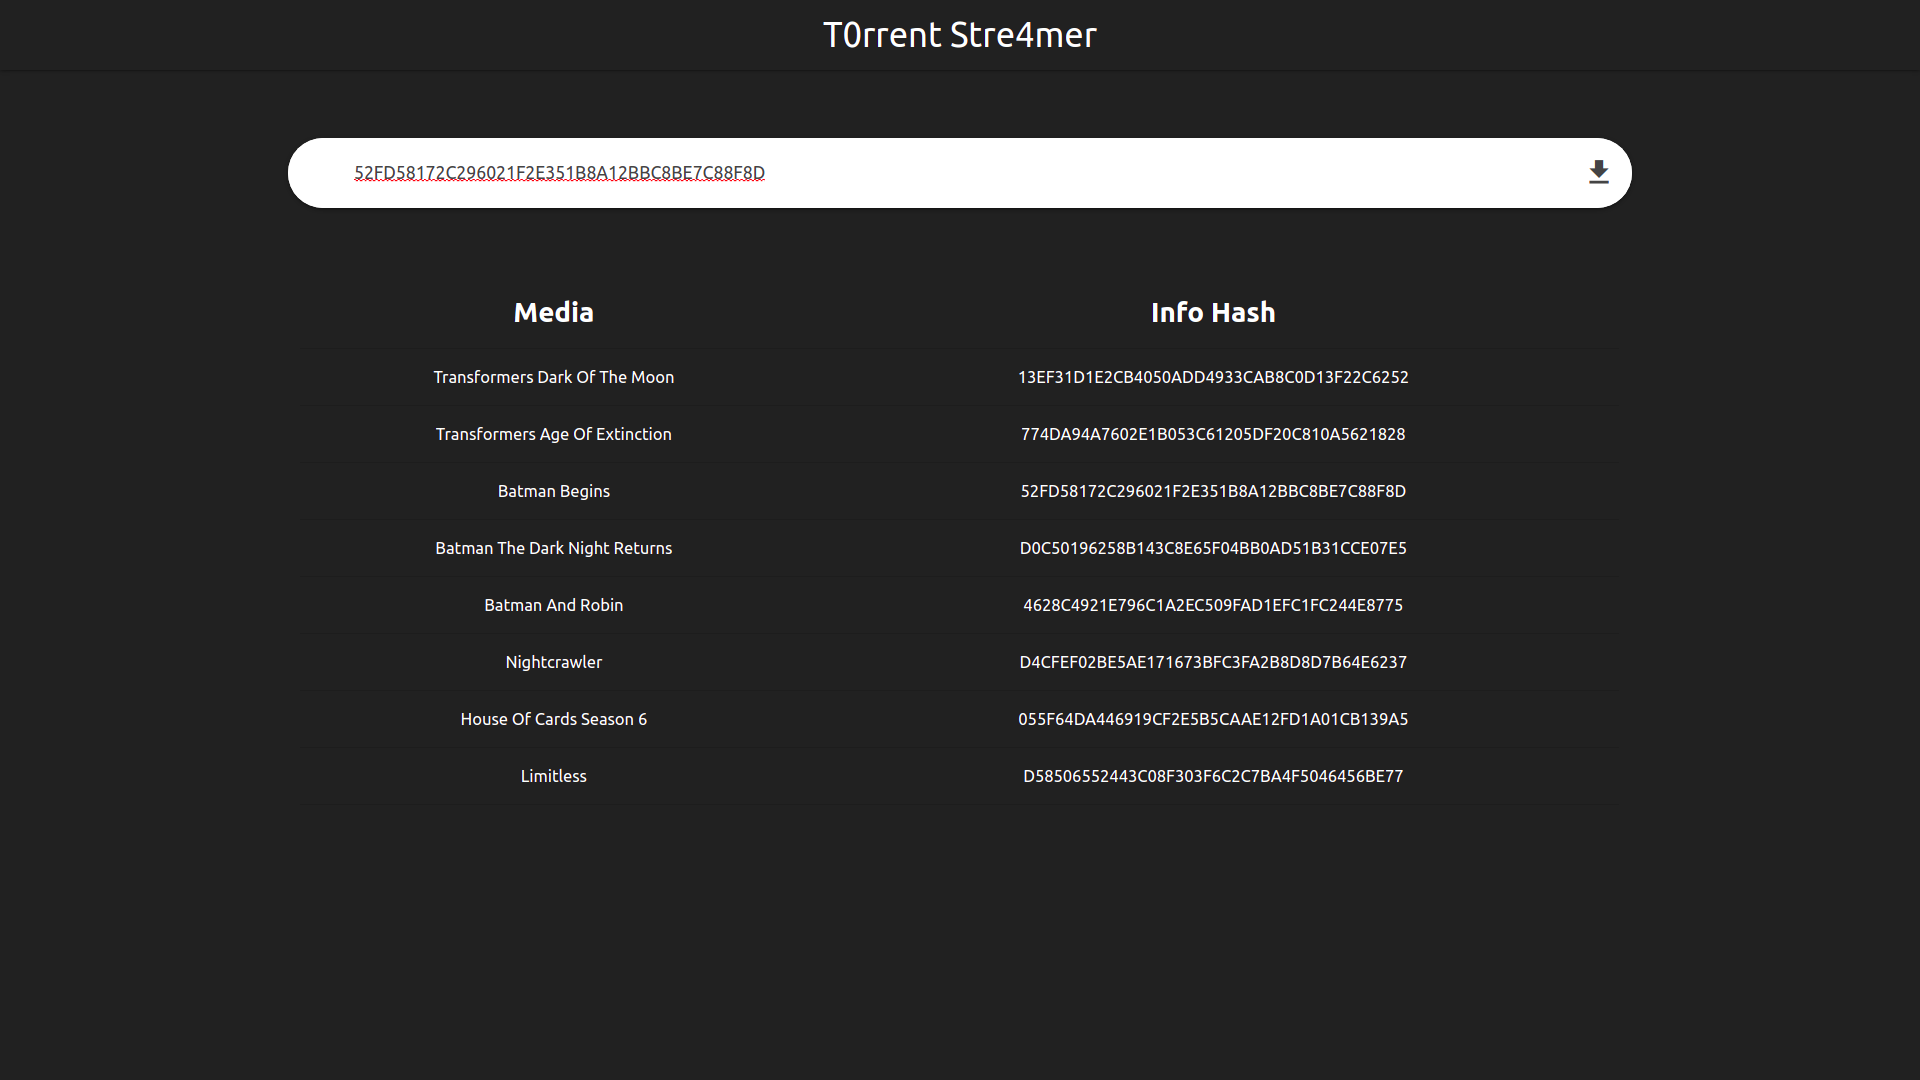 T0rrent Stre4mer
52FD58172C296021F2E351B8A12BBC8BE7C88F8D
Media Info Hash
Transformers Dark Of The Moon 13EF31D1E2CB4050ADD4933CAB8C0D13F22C6252
Transformers Age Of Extinction 774DA94A7602E1B053C61205DF20C810A5621828
Batman Begins 52FD58172C296021F2E351B8A12BBC8BE7C88F8D
Batman The Dark Night Returns D0C50196258B143C8E65F04BB0AD51B31CCE07E5
Batman And Robin 4628C4921E796C1A2EC509FAD1EFC1FC244E8775
Nightcrawler D4CFEF02BE5AE171673BFC3FA2B8D8D7B64E6237
House Of Cards Season 6 055F64DA446919CF2E5B5CAAE12FD1A01CB139A5
Limitless D58506552443C08F303F6C2C7BA4F5046456BE77